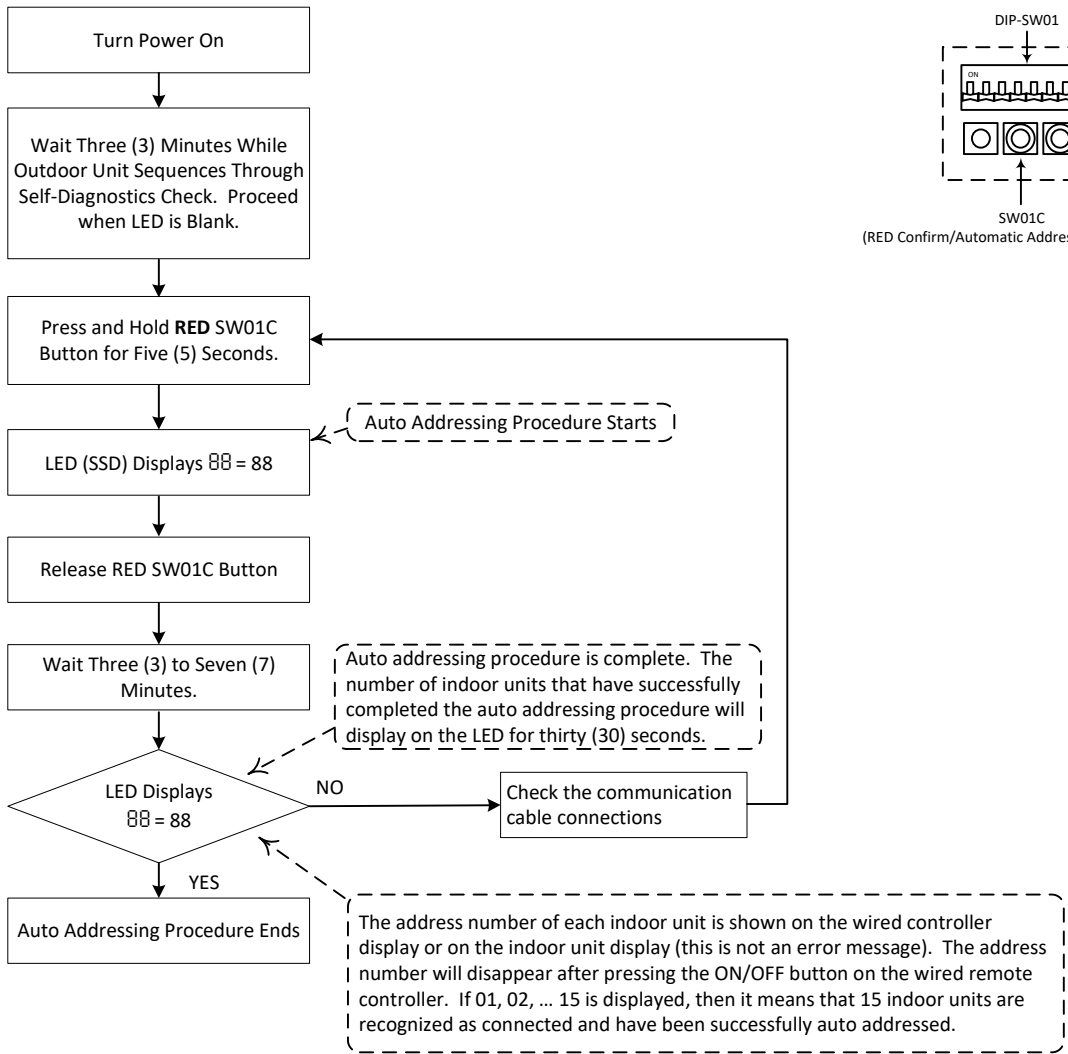 Turn Power On
DIP-SW01
ON
Wait Three (3) Minutes While
Outdoor Unit Sequences Through
Self-Diagnostics Check.  Proceed
when LED is Blank.
SW01C
(RED Confirm/Automatic Addres
Press and Hold RED SW01C
Button for Five (5) Seconds.
Auto Addressing Procedure Starts
LED (SSD) Displays 88 = 88
Release RED SW01C Button
Wait Three (3) to Seven (7)
Minutes.
Auto addressing procedure is complete.  The
number of indoor units that have successfully
completed the auto addressing procedure will
display on the LED for thirty (30) seconds.
LED Displays
88 = 88
NO
Check the communication
cable connections
YES
Auto Addressing Procedure Ends
The address number of each indoor unit is shown on the wired controller
display or on the indoor unit display (this is not an error message).  The address
number will disappear after pressing the ON/OFF button on the wired remote
controller.  If 01, 02, ... 15 is displayed, then it means that 15 indoor units are
recognized as connected and have been successfully auto addressed.